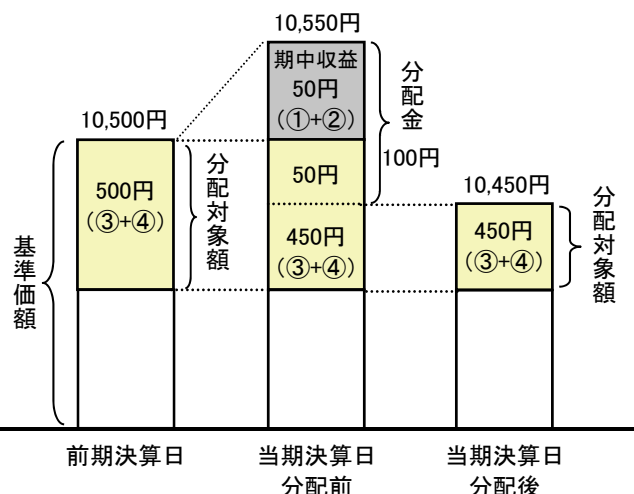 10,550円
期中収益
50円
(①+②)
分配金
100円
10,500円
500円
(③+④)
分配対象額
50円
450円
(③+④)
10,450円
450円
(③+④)
分配対象額
基準価額
前期決算日
当期決算日
分配前
当期決算日
分配後